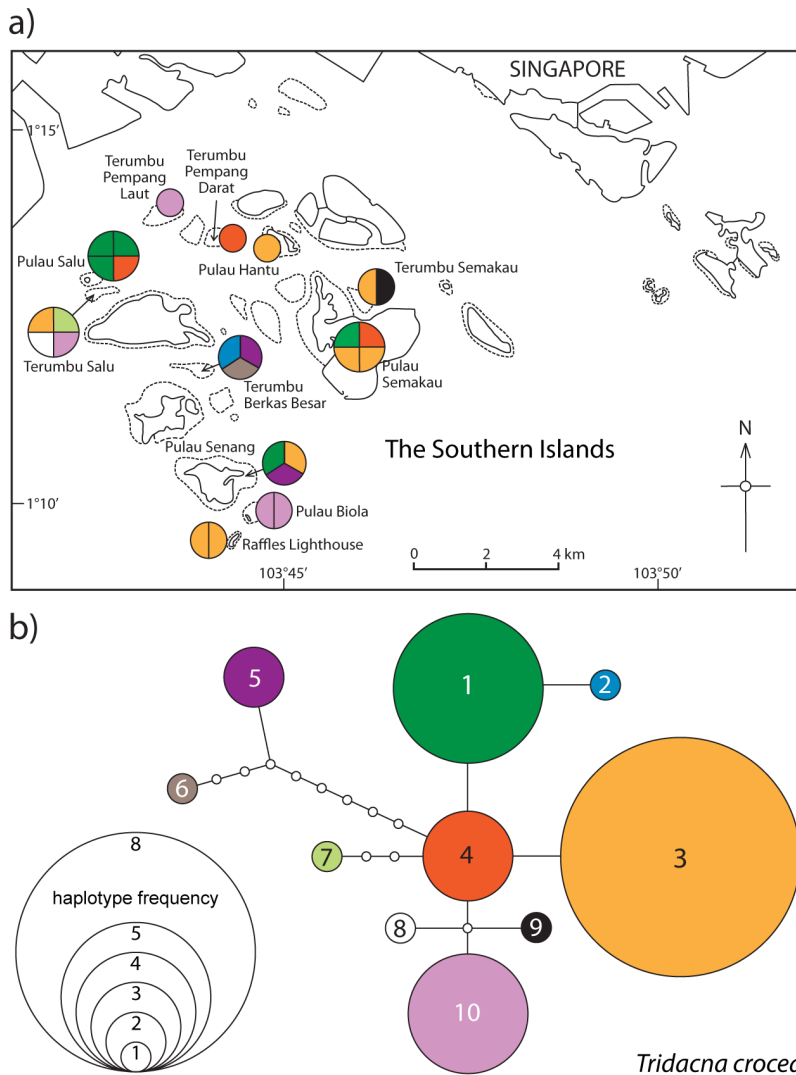 a)
SINGAPORE
1°15'
Terumbu
Pempang
Laut
Terumbu
Pempang
Darat
Pulau Salu
Pulau Hantu
Terumbu Semakau
Terumbu Salu
Terumbu
Berkas Besar
Pulau
Semakau
Pulau Senang
The Southern Islands
N
1°10'
Pulau Biola
Raffles Lighthouse
0 2 4 km
103°45'
103°50'
b)
5
1
2
6
7
4
3
8
9
10
8
haplotype frequency
5
4
3
2
1
Tridacna crocea